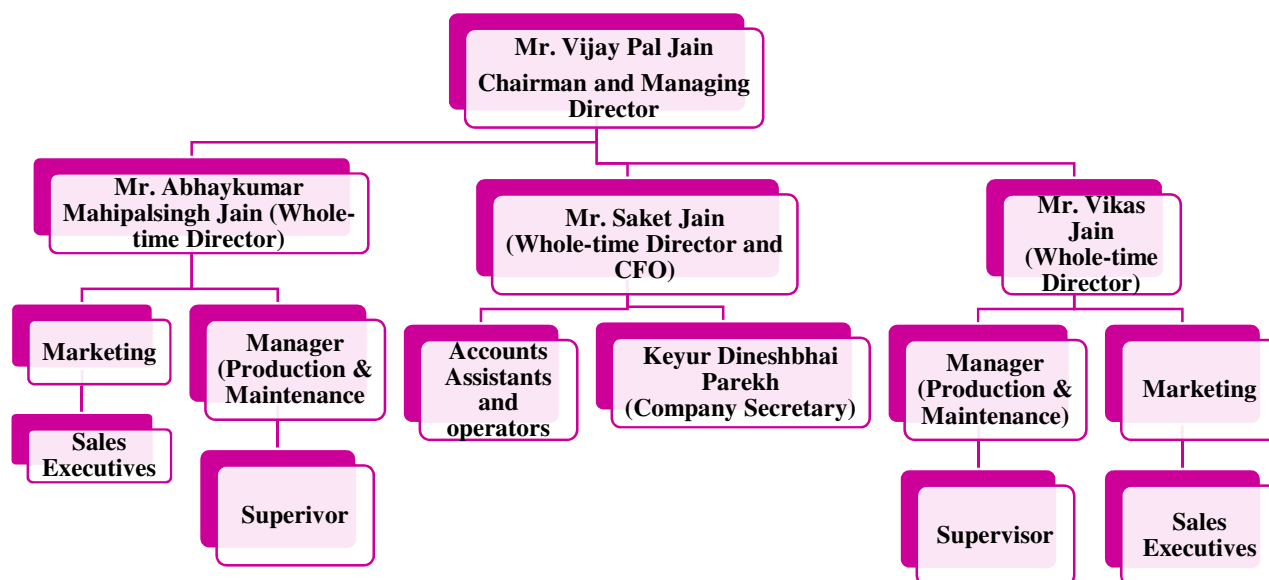 Mr. Vijay Pal Jain
Chairman and Managing
Director
Mr. Abhaykumar
Mahipalsingh Jain (Whole-
time Director)
Mr. Saket Jain
(Whole-time Director and
CFO)
Mr. Vikas
Jain
(Whole-time
Director)
Marketing
Manager
(Production &
Maintenance
Accounts
Assistants
and
operators
Keyur Dineshbhai
Parekh
(Company Secretary)
Manager
(Production &
Maintenance)
Marketing
Sales
Executives
Superivor
Supervisor
Sales
Executives